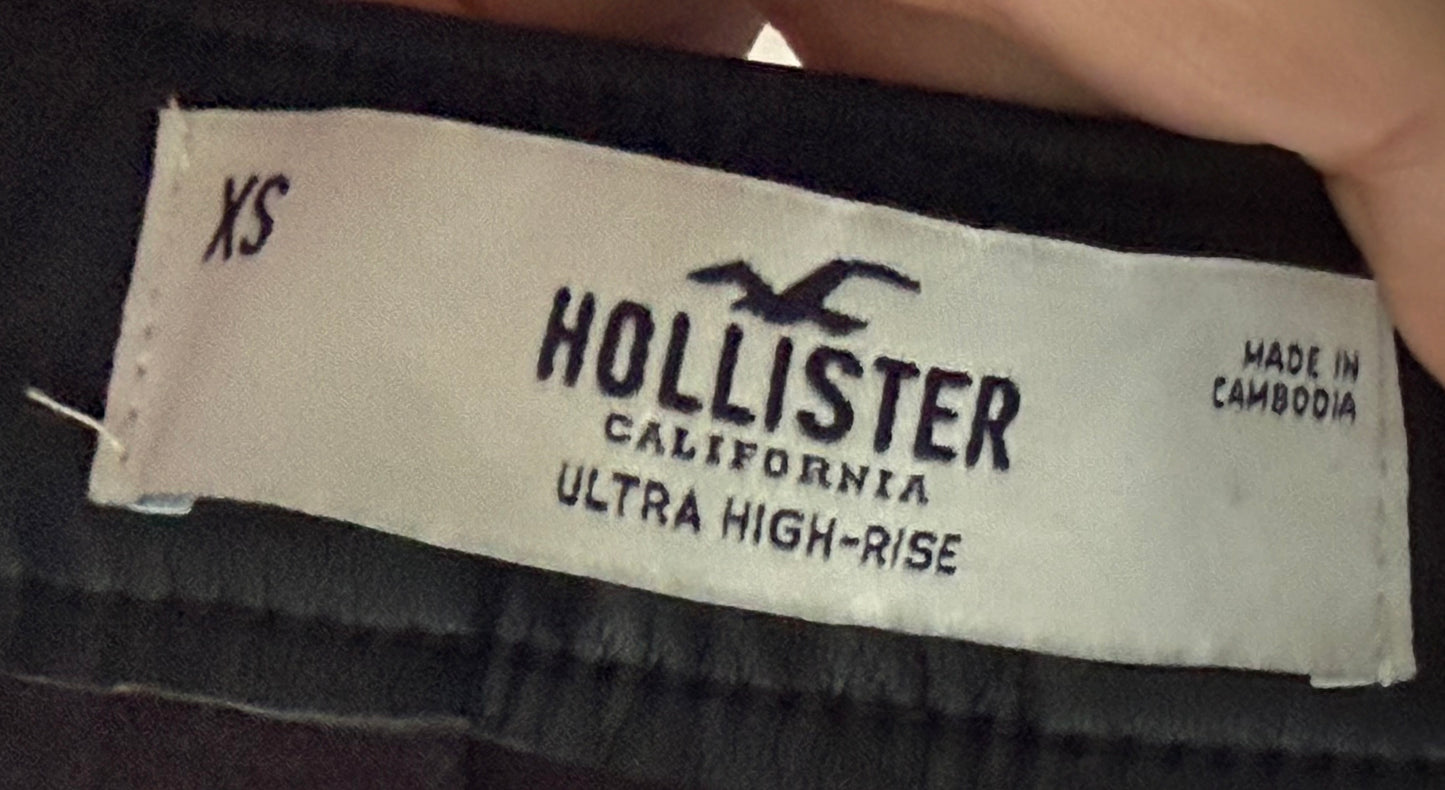 XS
HOLLISTER
CALIFORNIA
ULTRA HIGH-RISE
MADE IN
CAMBODIA